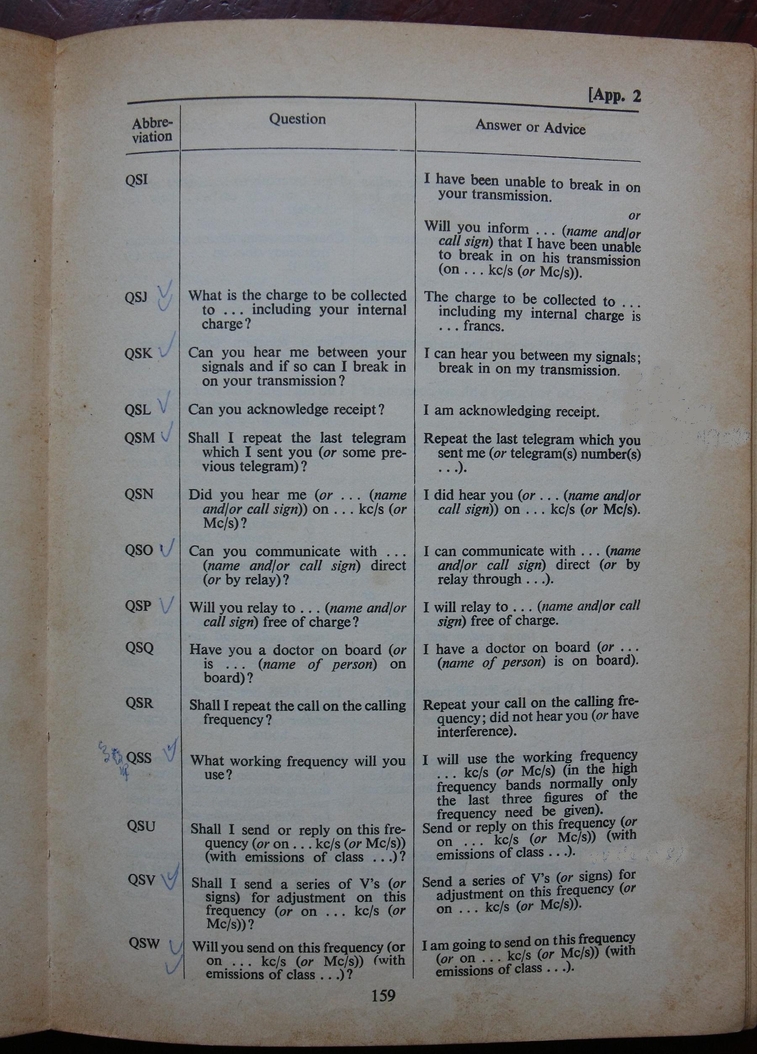 [App. 2
Abbre-
viation
Question
Answer or Advice
QSI
I have been unable to break in on
your transmission.
or
Will you inform . . . (name and/or
call sign) that I have been unable
to break in on his transmission
(on . . . kc/s (or Mc/s)).
QSJ
What is the charge to be collected
to . . . including your internal
charge?
The charge to be collected to . . .
including my internal charge is
. . . francs.
QSK
Can you hear me between your
signals and if so can I break in
on your transmission?
I can hear you between my signals;
break in on my transmission.
QSL
Can you acknowledge receipt?
I am acknowledging receipt.
QSM
Shall I repeat the last telegram
which I sent you (or some pre-
vious telegram)?
Repeat the last telegram which you
sent me (or telegram(s) number(s)
. . .).
QSN
Did you hear me (or . . . (name
and/or call sign)) on . . . kc/s (or
Mc/s)?
I did hear you (or . . . (name and/or
call sign)) on . . . kc/s (or Mc/s).
QSO
Can you communicate with . . .
(name and/or call sign) direct
(or by relay)?
I can communicate with . . . (name
and/or call sign) direct (or by
relay through . . .).
QSP
Will you relay to . . . (name and/or
call sign) free of charge?
I will relay to . . . (name and/or call
sign) free of charge.
QSQ
Have you a doctor on board (or
is . . . (name of person) on
board)?
I have a doctor on board (or . . .
(name of person) is on board).
QSR
Shall I repeat the call on the calling
frequency?
Repeat your call on the calling fre-
quency; did not hear you (or have
interference).
QSS
What working frequency will you
use?
I will use the working frequency
. . . kc/s (or Mc/s) (in the high
frequency bands normally only
the last three figures of the
frequency need be given).
QSU
Shall I send or reply on this fre-
quency (or on . . . kc/s (or Mc/s))
(with emissions of class . . .)?
Send or reply on this frequency (or
on . . . kc/s (or Mc/s)) (with
emissions of class . . .).
QSV
Shall I send a series of V's (or
signs) for adjustment on this
frequency (or on . . . kc/s (or
Mc/s))?
Send a series of V's (or signs) for
adjustment on this frequency (or
on . . . kc/s (or Mc/s)).
QSW
Will you send on this frequency (or
on . . . kc/s (or Mc/s)) (with
emissions of class . . .)?
I am going to send on this frequency
(or on . . . kc/s (or Mc/s)) (with
emissions of class . . .).
159